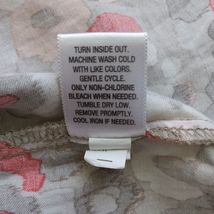 TURN INSIDE OUT.
MACHINE WASH COLD
WITH LIKE COLORS.
GENTLE CYCLE.
ONLY NON-CHLORINE
BLEACH WHEN NEEDED.
TUMBLE DRY LOW.
REMOVE PROMPTLY.
COOL IRON IF NEEDED.